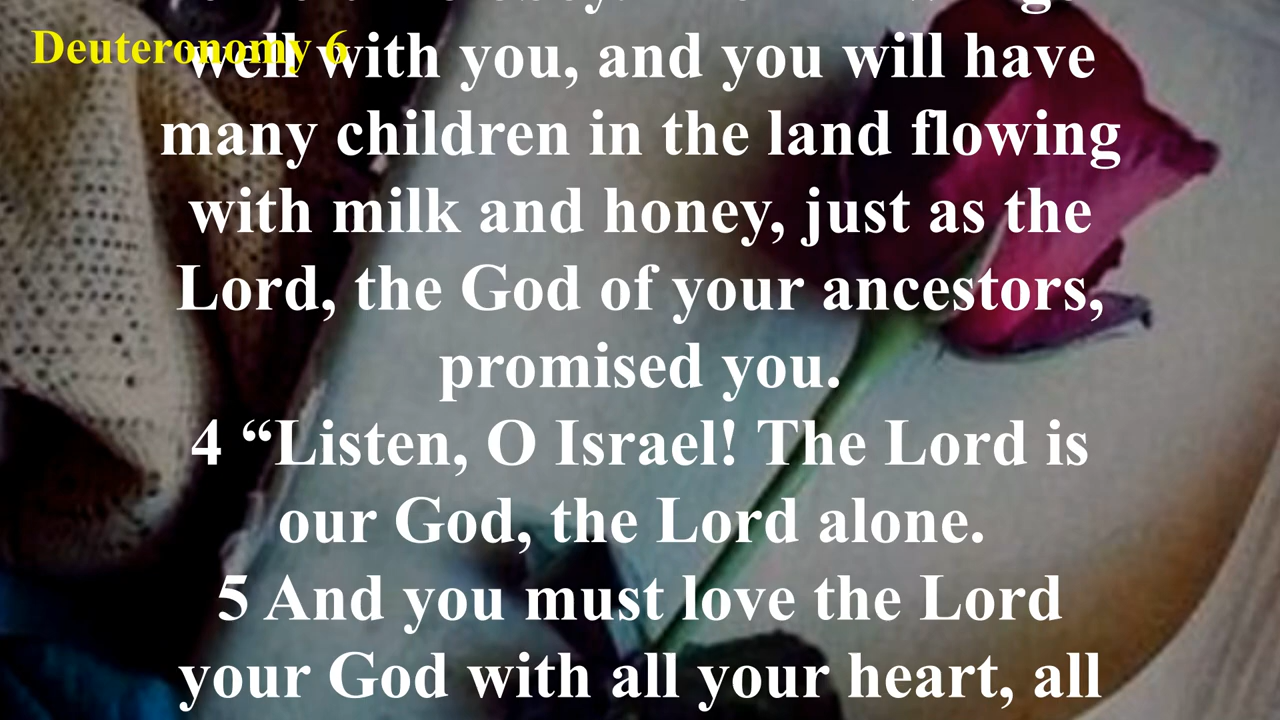 Deuteronomy 6
well with you, and you will have
many children in the land flowing
with milk and honey, just as the
Lord, the God of your ancestors,
promised you.
4 “Listen, O Israel! The Lord is
our God, the Lord alone.
5 And you must love the Lord
your God with all your heart, all